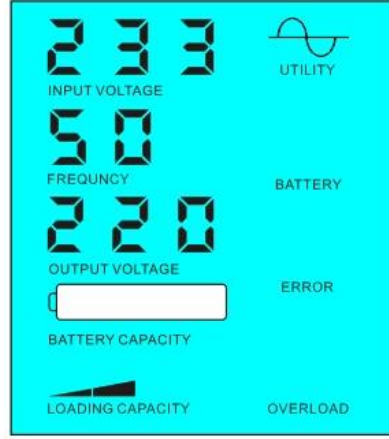 233
INPUT VOLTAGE
UTILITY
50
FREQUNCY
BATTERY
220
OUTPUT VOLTAGE
ERROR
BATTERY CAPACITY
LOADING CAPACITY
OVERLOAD